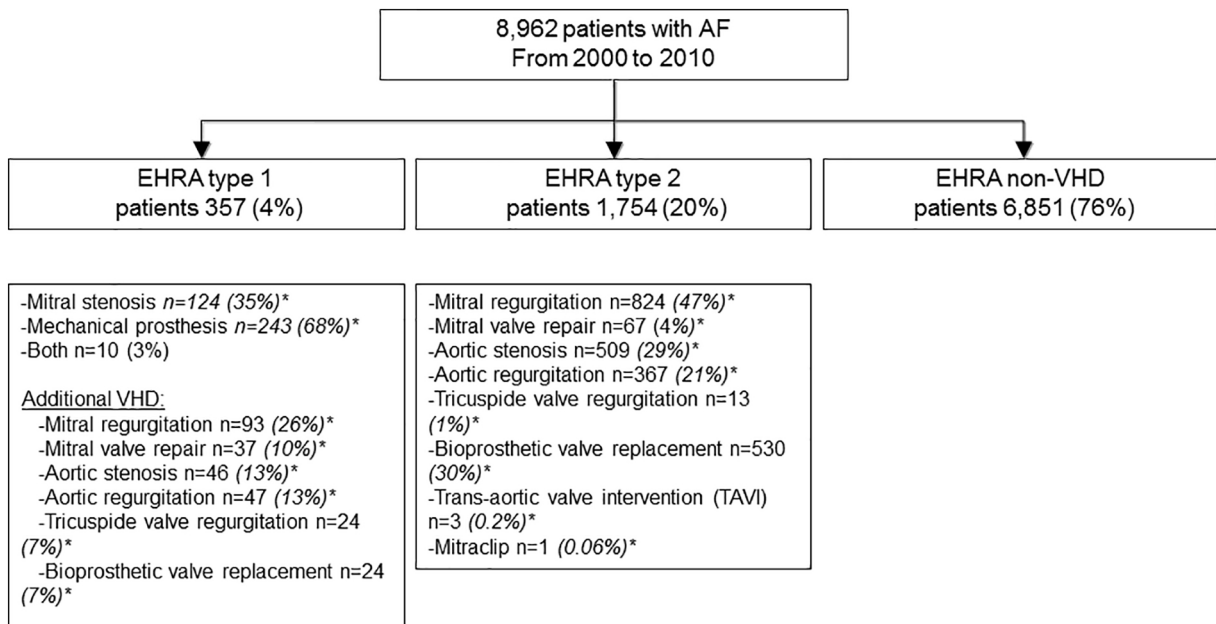 8,962 patients with AF
From 2000 to 2010
EHRA type 1
patients 357 (4%)
EHRA type 2
patients 1,754 (20%)
EHRA non-VHD
patients 6,851 (76%)
-Mitral stenosis n=124 (35%)*
-Mechanical prosthesis n=243 (68%)*
-Both n=10 (3%)
Additional VHD:
-Mitral regurgitation n=93 (26%)*
-Mitral valve repair n=37 (10%)*
-Aortic stenosis n=46 (13%)*
-Aortic regurgitation n=47 (13%)*
-Tricuspide valve regurgitation n=24
(7%)*
-Bioprosthetic valve replacement n=24
(7%)*
-Mitral regurgitation n=824 (47%)*
-Mitral valve repair n=67 (4%)*
-Aortic stenosis n=509 (29%)*
-Aortic regurgitation n=367 (21%)*
-Tricuspide valve regurgitation n=13
(1%)*
-Bioprosthetic valve replacement n=530
(30%)*
-Trans-aortic valve intervention (TAVI)
n=3 (0.2%)*
-Mitraclip n=1 (0.06%)*